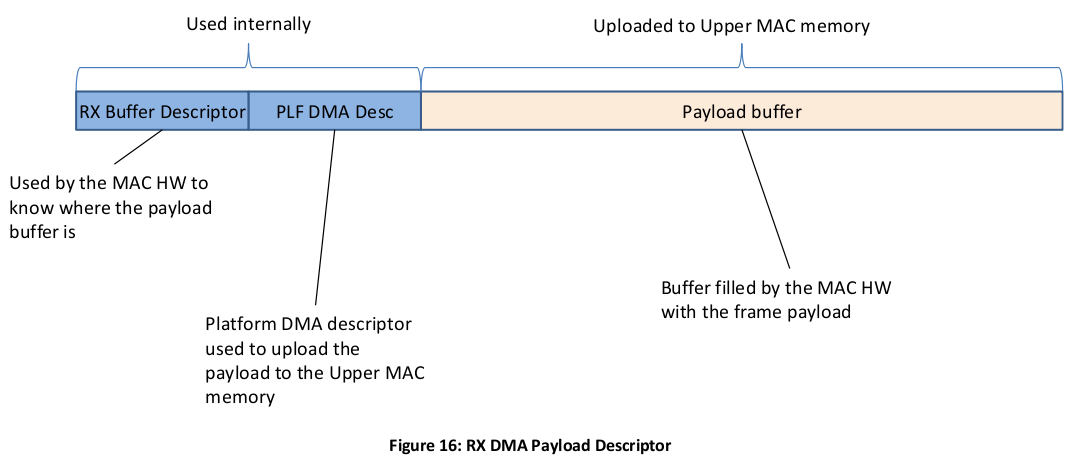 Used internally
Uploaded to Upper MAC memory
RX Buffer Descriptor
PLF DMA Desc
Payload buffer
Used by the MAC HW to
know where the payload
buffer is
Buffer filled by the MAC HW
with the frame payload
Platform DMA descriptor
used to upload the
payload to the Upper MAC
memory
Figure 16: RX DMA Payload Descriptor